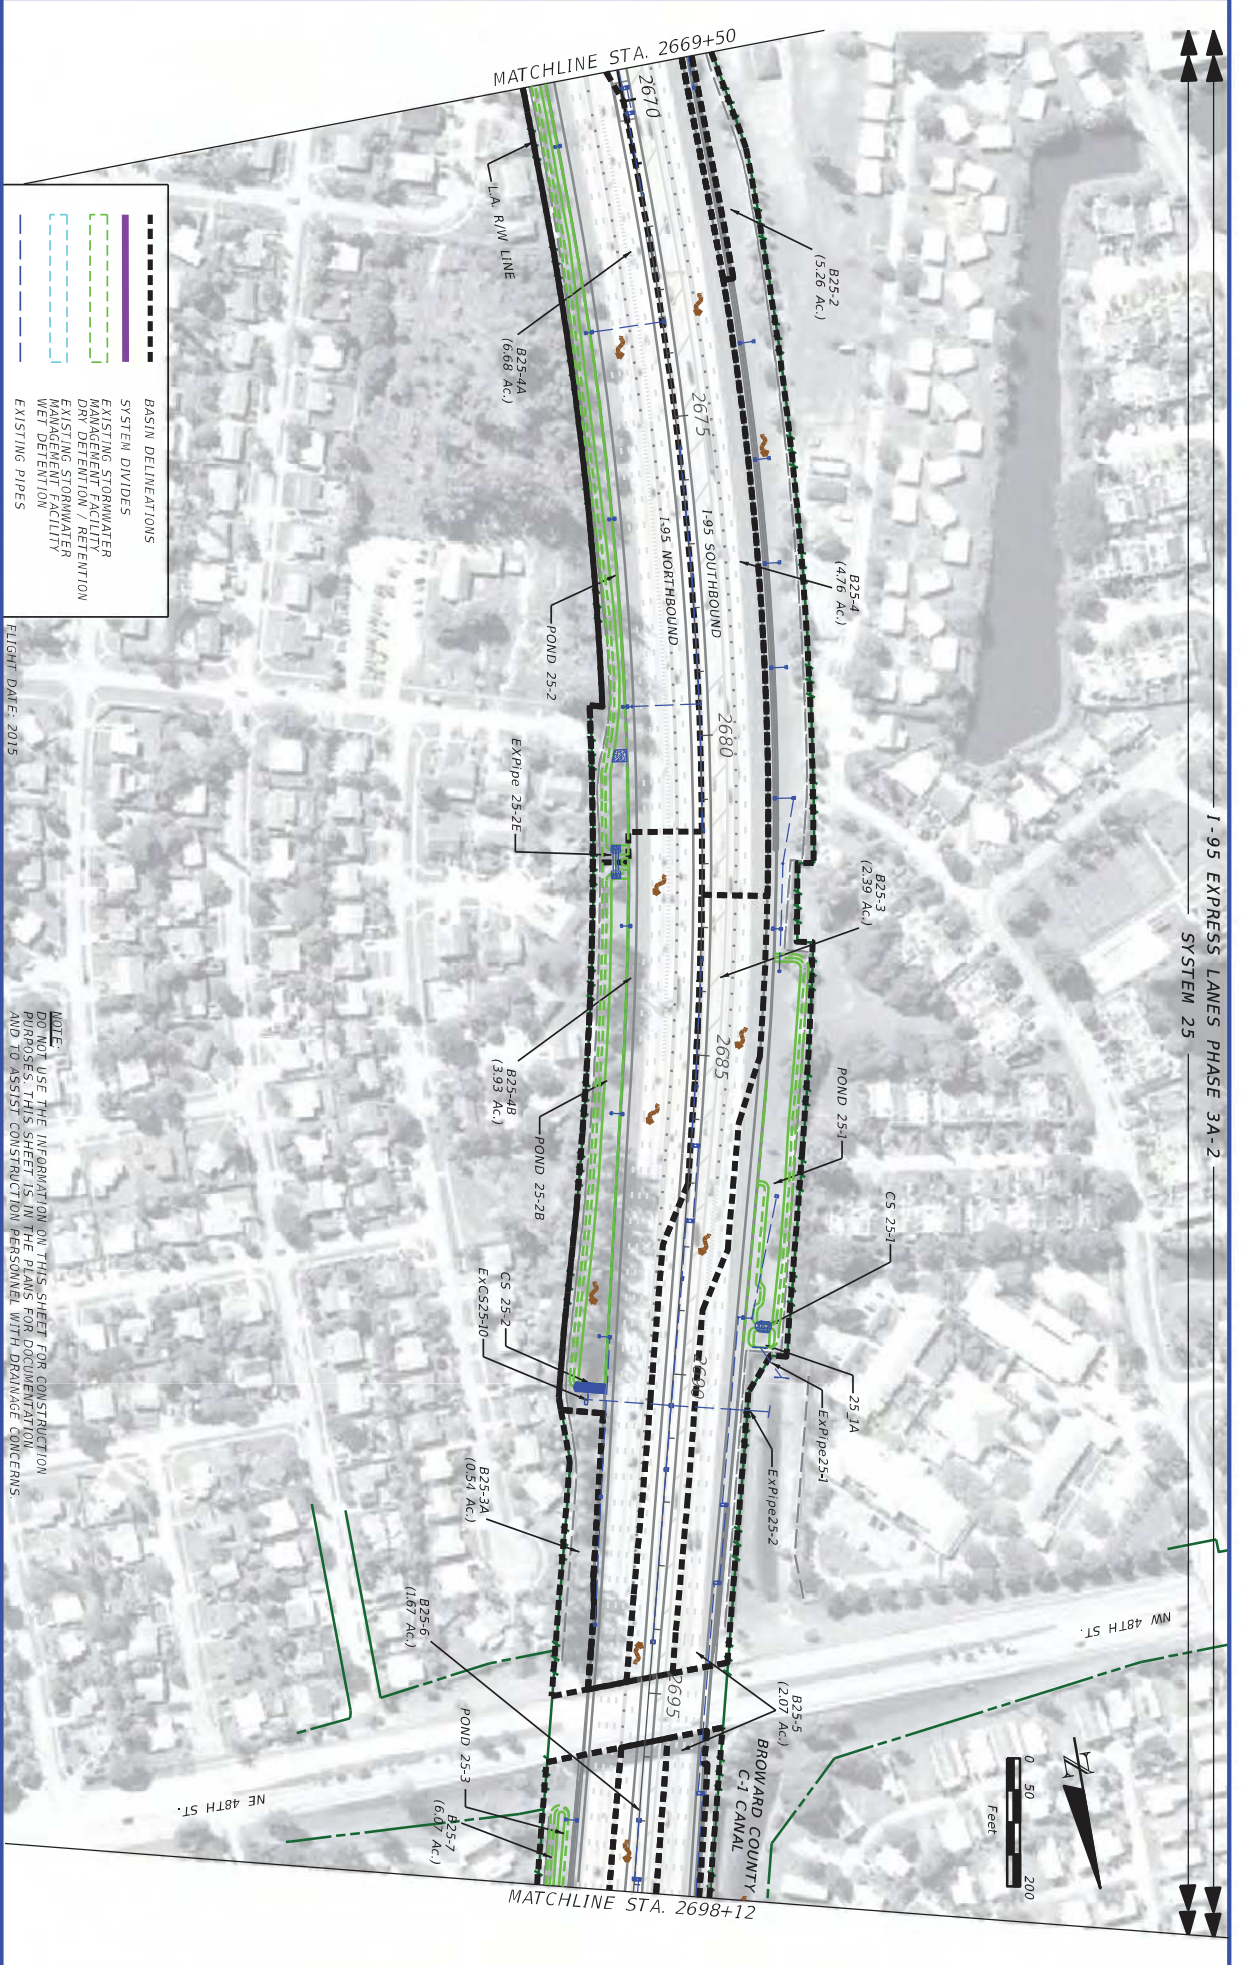 I-95 EXPRESS LANES PHASE 3A-2
SYSTEM 25
MATCHLINE STA. 2669+50
2670
L.A. R/W LINE
B25-2
(5.26 Ac.)
B25-4A
(6.68 Ac.)
2675
I-95 SOUTHBOUND
I-95 NORTHBOUND
B25-4
(4.76 Ac.)
POND 25-2
2680
EXPipe 25-2E
B25-3
(2.39 Ac.)
2685
B25-4B
(3.93 Ac.)
POND 25-2B
POND 25-1
CS 25-1
CS 25-2
ExCS25-10
2690
25_1A
ExPipe25-1
ExPipe25-2
B25-3A
(0.54 Ac.)
B25-6
(1.67 Ac.)
2695
B25-5
(2.07 Ac.)
BROWARD COUNTY
C-1 CANAL
POND 25-3
B25-7
(6.07 Ac.)
NW 48TH ST.
NE 48TH ST.
MATCHLINE STA. 2698+12
0 50 200
Feet
BASIN DELINEATIONS
SYSTEM DIVIDES
EXISTING STORMWATER
MANAGEMENT FACILITY
DRY DETENTION / RETENTION
EXISTING STORMWATER
MANAGEMENT FACILITY
WET DETENTION
EXISTING PIPES
FLIGHT DATE: 2015
NOTE:
DO NOT USE THE INFORMATION ON THIS SHEET FOR CONSTRUCTION
PURPOSES. THIS SHEET IS IN THE PLANS FOR DOCUMENTATION
AND TO ASSIST CONSTRUCTION PERSONNEL WITH DRAINAGE CONCERNS.